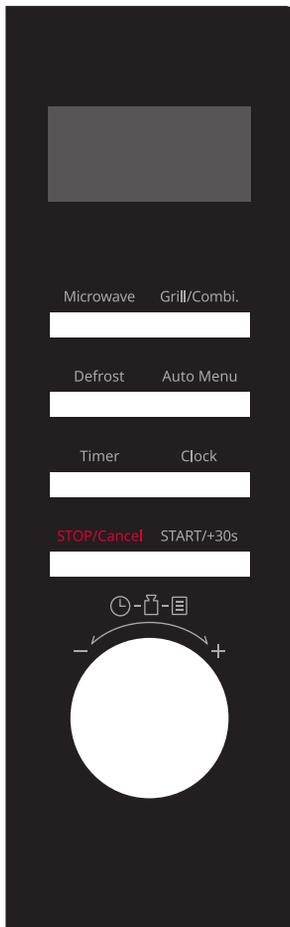 Microwave Grill/Combi.
Defrost Auto Menu
Timer Clock
STOP/Cancel START/+30s
- +